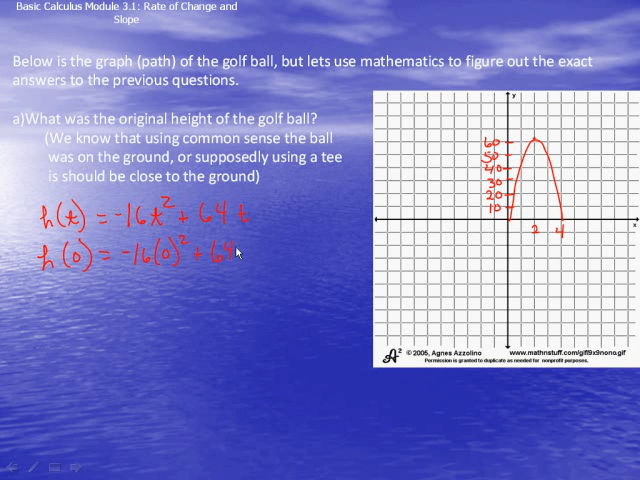 Basic Calculus Module 3.1: Rate of Change and
Slope
Below is the graph (path) of the golf ball, but lets use mathematics to figure out the exact
answers to the previous questions.
a)What was the original height of the golf ball?
(We know that using common sense the ball
was on the ground, or supposedly using a tee
is should be close to the ground)
h(t) = -16t² + 64t
h(0) = -16(0)² + 64
y
60
50
40
30
20
10
x
2 4
A² © 2005, Agnes Azzolino www.mathnstuff.com/gif/9x9nono.gif
Permission is granted to duplicate as needed for nonprofit purposes.